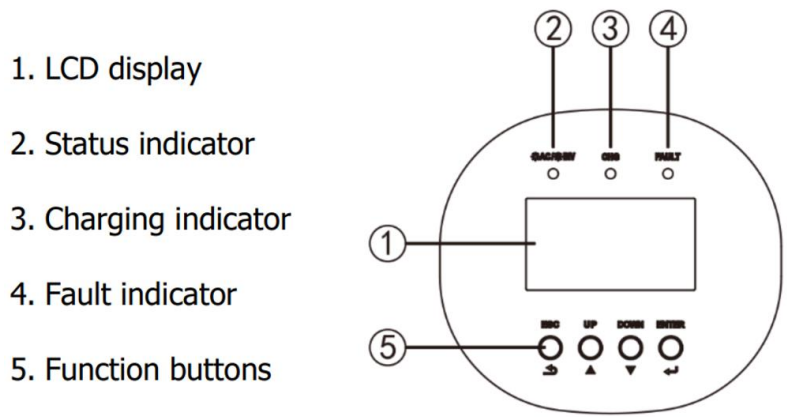 1. LCD display
2. Status indicator
3. Charging indicator
4. Fault indicator
5. Function buttons
② ③ ④
CHG FAULT
①
ESC UP DOWN ENTER
⑤